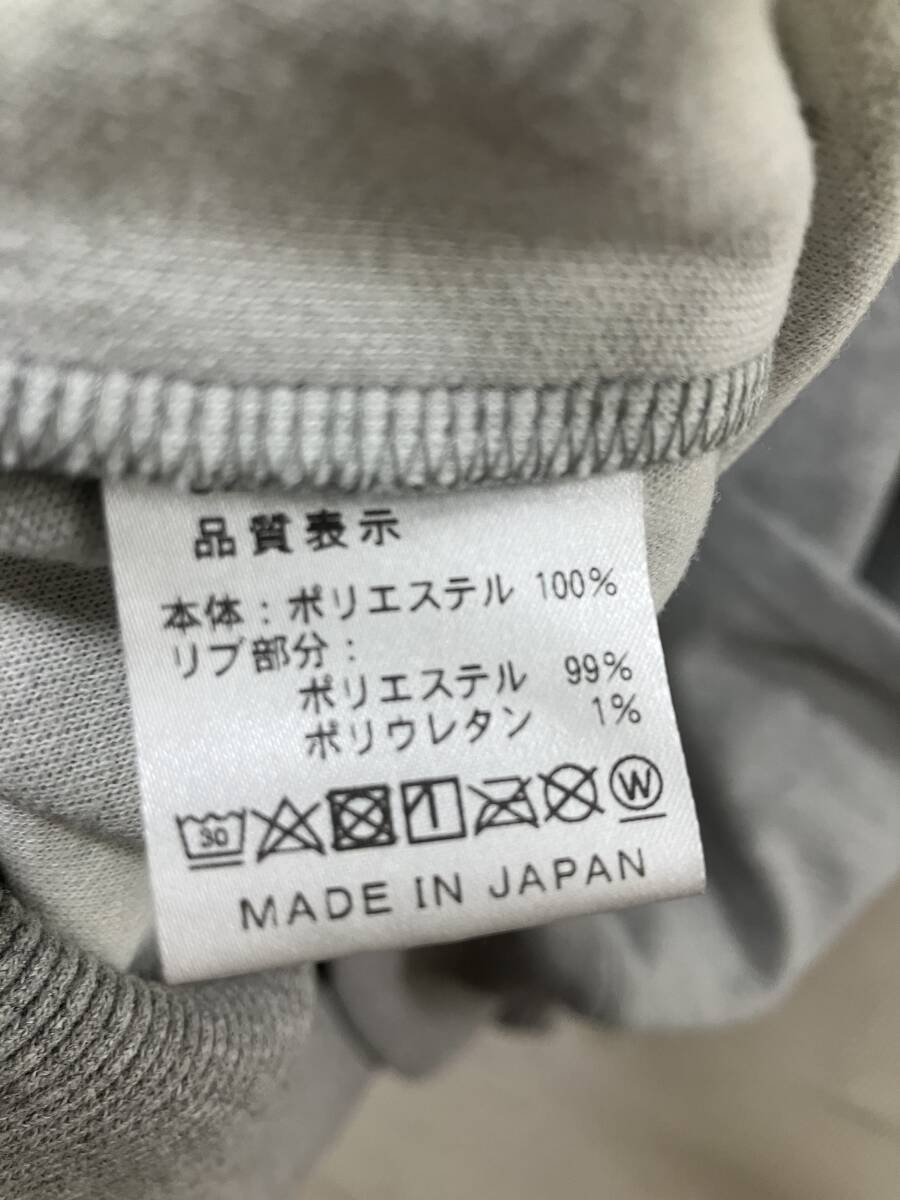 品質表示
本体：ポリエステル 100%
リブ部分：
ポリエステル 99%
ポリウレタン 1%
30 W
MADE IN JAPAN